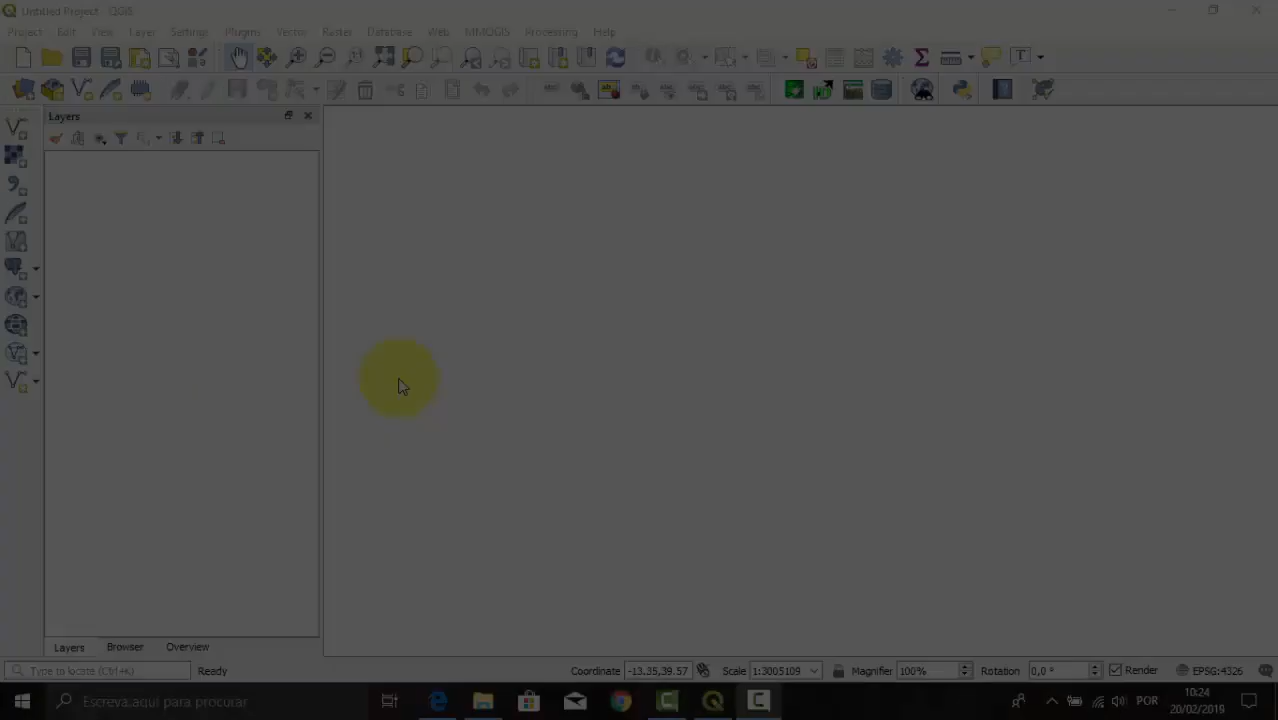 Untitled Project - QGIS
Project Edit View Layer Settings Plugins Vector Raster Database Web MMQGIS Processing Help
Layers
Layers Browser Overview
Type to locate (Ctrl+K) Ready Coordinate -13.35,39.57 Scale 1:3005109 Magnifier 100% Rotation 0,0 ° Render EPSG:4326
Escreva aqui para procurar POR 10:24
20/02/2019